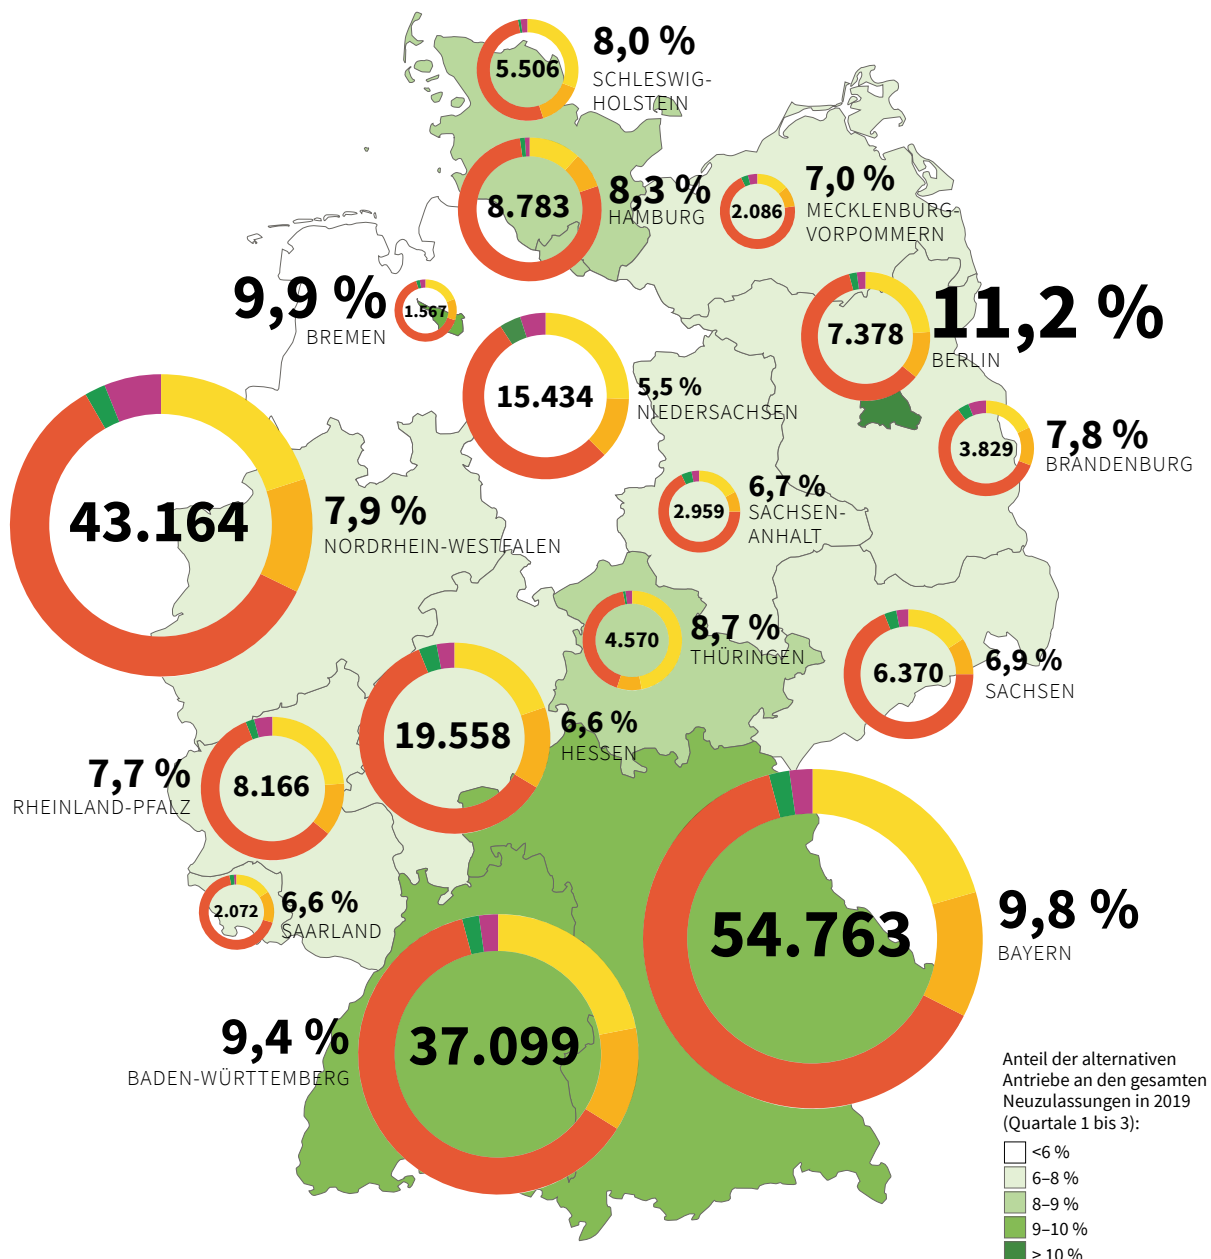 5.506
8,0 %
SCHLESWIG-
HOLSTEIN
8.783
8,3 %
HAMBURG
2.086
7,0 %
MECKLENBURG-
VORPOMMERN
9,9 %
BREMEN
1.567
7.378
11,2 %
BERLIN
15.434
5,5 %
NIEDERSACHSEN
3.829
7,8 %
BRANDENBURG
43.164
7,9 %
NORDRHEIN-WESTFALEN
2.959
6,7 %
SACHSEN-
ANHALT
4.570
8,7 %
THÜRINGEN
6.370
6,9 %
SACHSEN
19.558
6,6 %
HESSEN
7,7 %
RHEINLAND-PFALZ
8.166
2.072
6,6 %
SAARLAND
54.763
9,8 %
BAYERN
9,4 %
BADEN-WÜRTTEMBERG
37.099
Anteil der alternativen
Antriebe an den gesamten
Neuzulassungen in 2019
(Quartale 1 bis 3):
<6 %
6–8 %
8–9 %
9–10 %
> 10 %